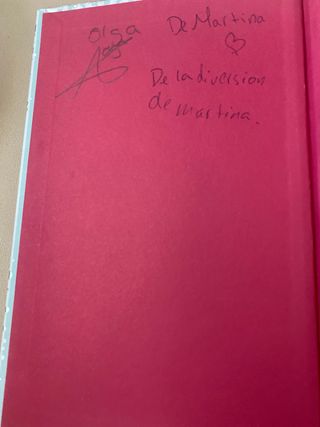 Olga
De Martina
De la diversion
de martina.